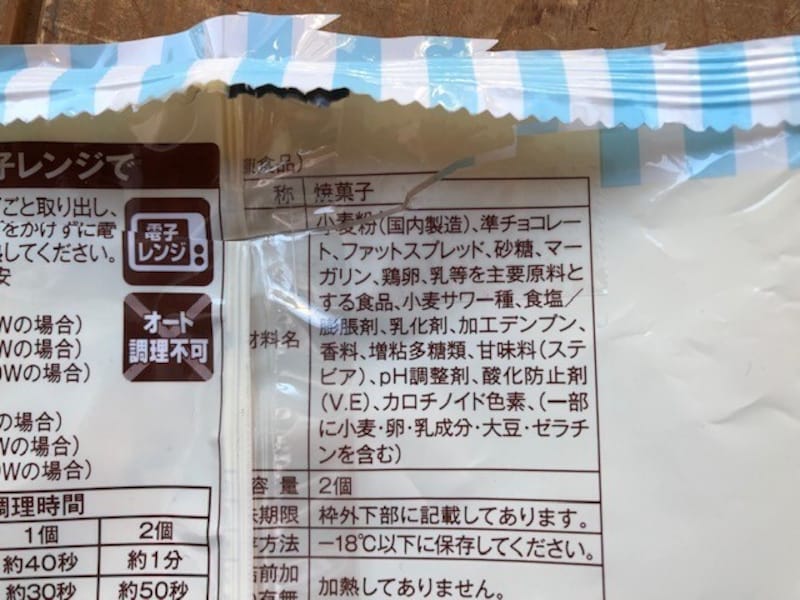 子レンジで
ごと取り出し、
をかけずに電
してください。
安
電子
レンジ
オート
調理不可
Wの場合)
Wの場合)
0Wの場合)
の場合)
Wの場合)
0Wの場合)
調理時間
1個 2個
約40秒 約1分
約30秒 約50秒
食品)
称 焼菓子
材料名
小麦粉(国内製造)、準チョコレー
ト、ファットスプレッド、砂糖、マー
ガリン、鶏卵、乳等を主要原料と
する食品、小麦サワー種、食塩/
膨脹剤、乳化剤、加工デンプン、
香料、増粘多糖類、甘味料(ステ
ビア)、pH調整剤、酸化防止剤
(V.E)、カロチノイド色素、(一部
に小麦・卵・乳成分・大豆・ゼラチ
ンを含む)
容量 2個
期限 枠外下部に記載してあります。
方法 −18℃以下に保存してください。
前加
有無
加熱してありません。